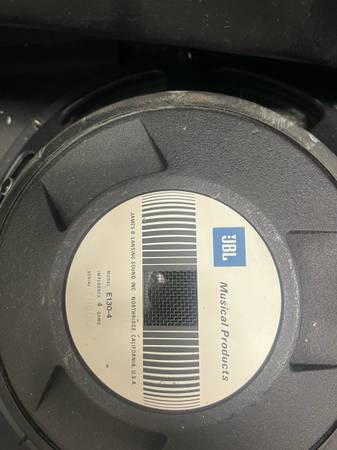 JBL
Musical Products
JAMES B. LANSING SOUND, INC. NORTHRIDGE, CALIFORNIA, U.S.A.
MODEL E130-4
IMPEDANCE 4 OHMS
SERIAL